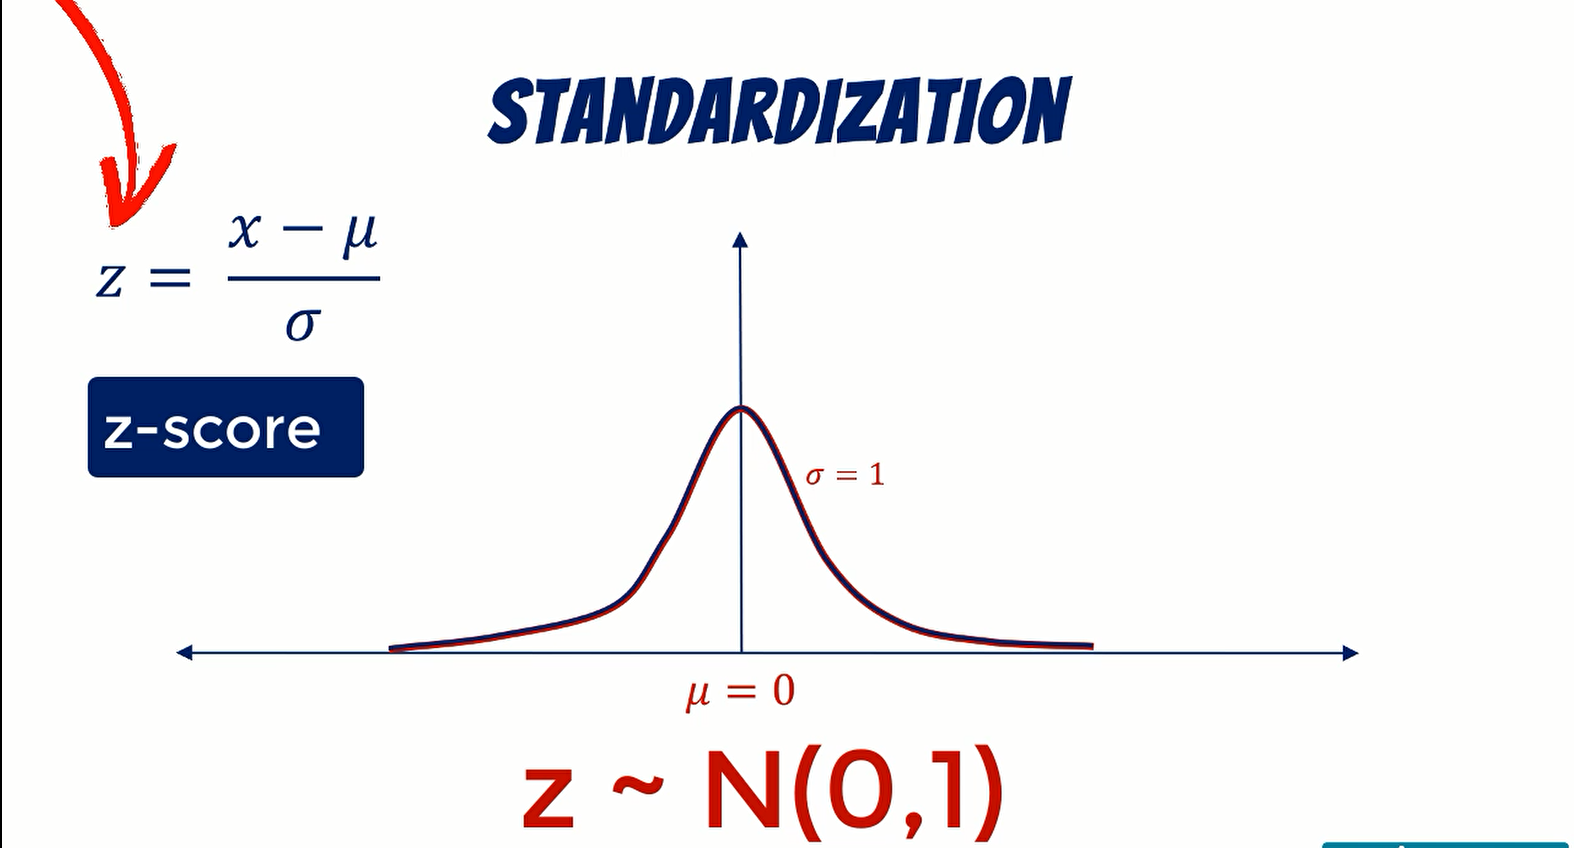 STANDARDIZATION
z = (x − μ) / σ
z-score
σ = 1
μ = 0
z ~ N(0,1)